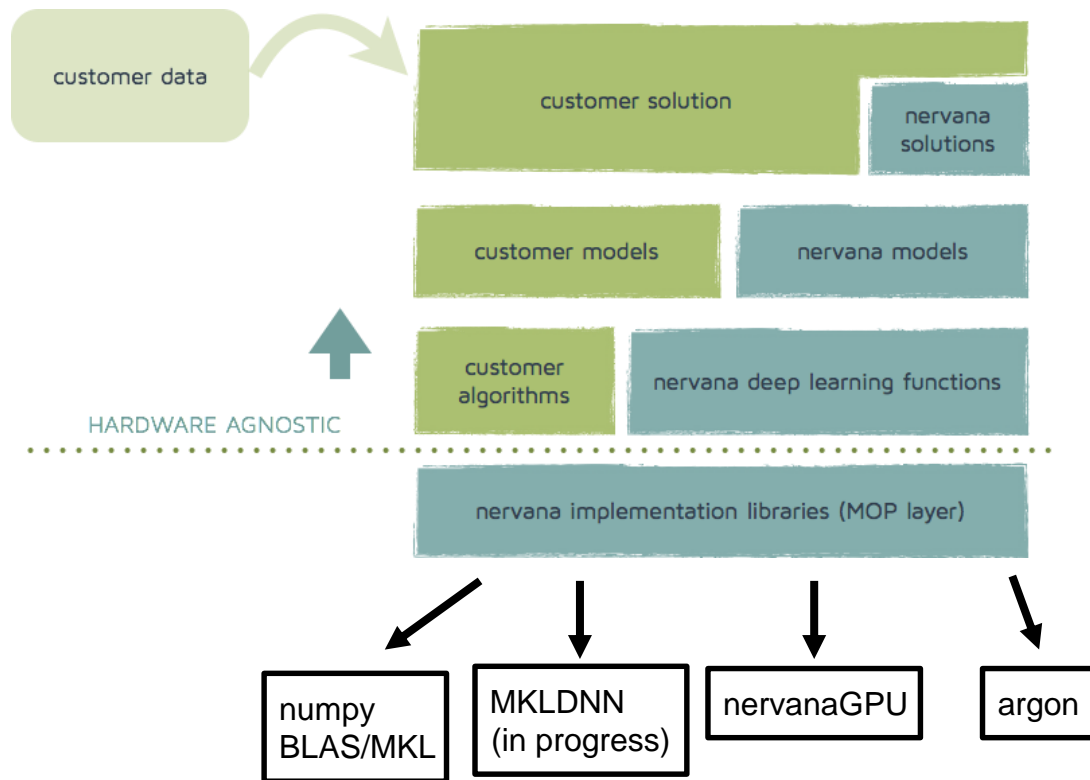 customer data
customer solution
nervana
solutions
customer models
nervana models
customer
algorithms
nervana deep learning functions
HARDWARE AGNOSTIC
nervana implementation libraries (MOP layer)
numpy
BLAS/MKL
MKLDNN
(in progress)
nervanaGPU
argon